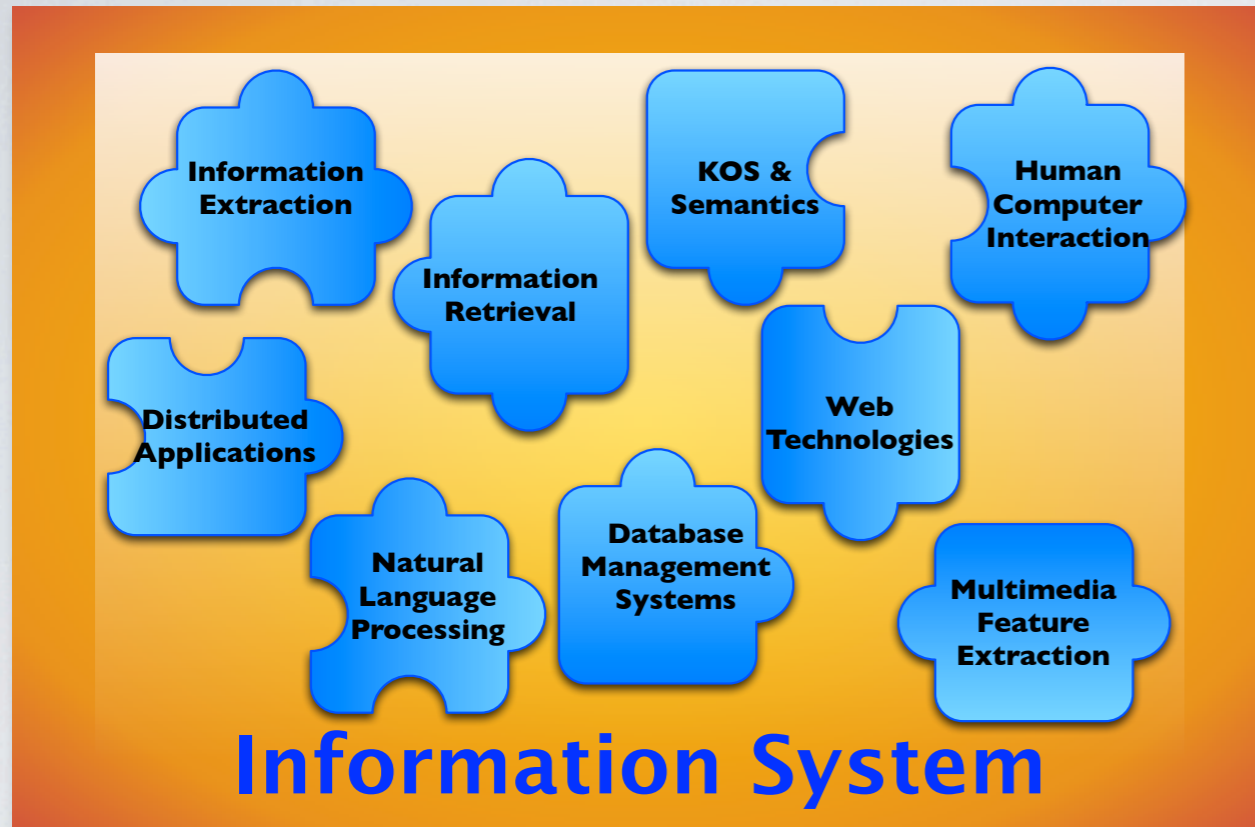 Information
Extraction
KOS &
Semantics
Human
Computer
Interaction
Information
Retrieval
Distributed
Applications
Web
Technologies
Natural
Language
Processing
Database
Management
Systems
Multimedia
Feature
Extraction
Information System